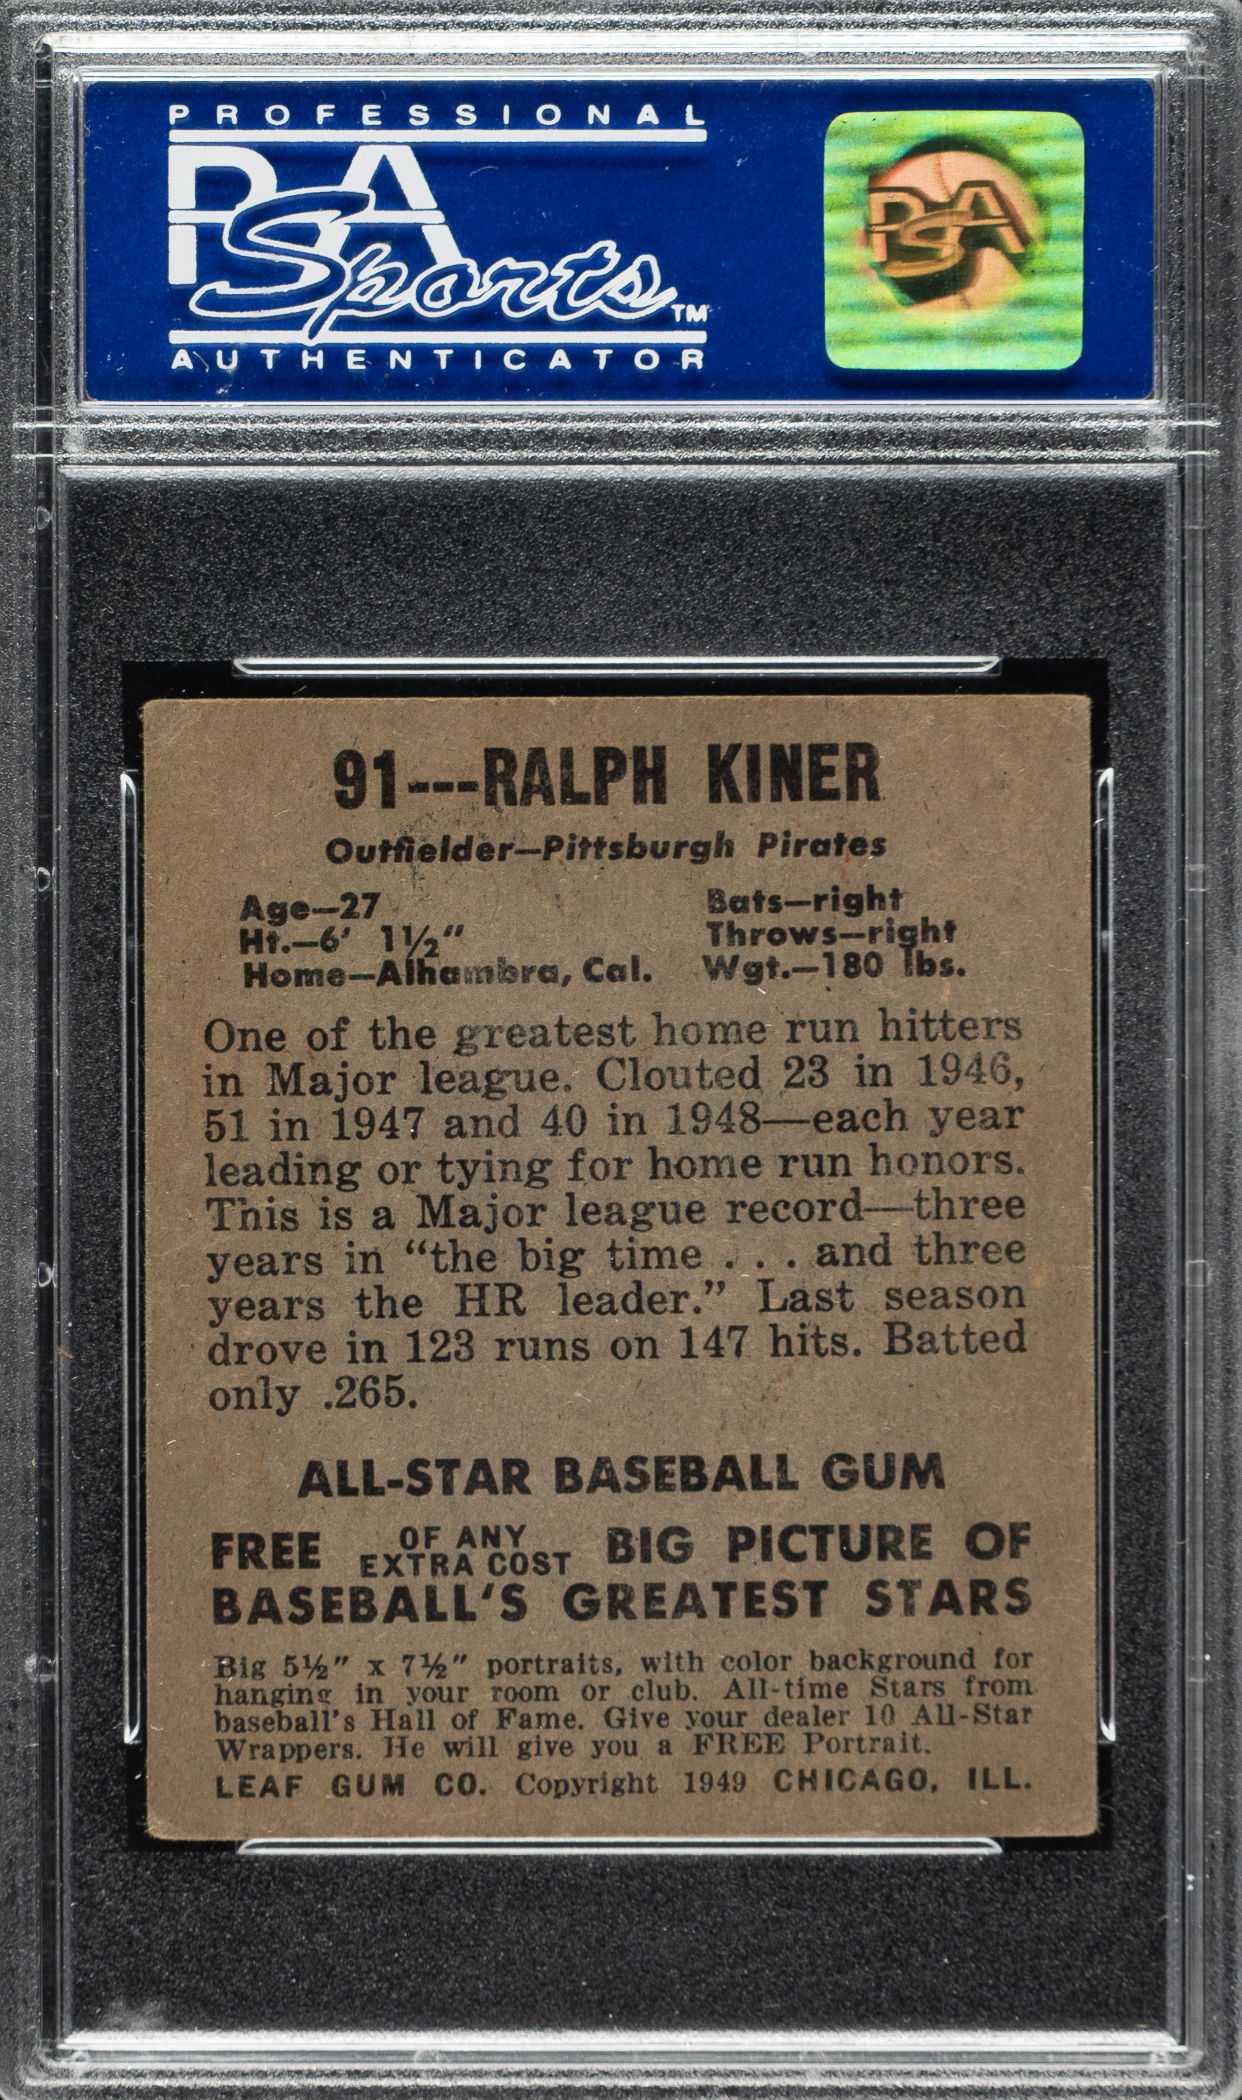 PROFESSIONAL
PSA
Sports™
AUTHENTICATOR
PSA
91---RALPH KINER
Outfielder—Pittsburgh Pirates
Age—27 Bats—right
Ht.—6' 1½" Throws—right
Home—Alhambra, Cal. Wgt.—180 lbs.
One of the greatest home run hitters
in Major league. Clouted 23 in 1946,
51 in 1947 and 40 in 1948—each year
leading or tying for home run honors.
This is a Major league record—three
years in “the big time . . . and three
years the HR leader.” Last season
drove in 123 runs on 147 hits. Batted
only .265.
ALL-STAR BASEBALL GUM
FREE OF ANY EXTRA COST BIG PICTURE OF
BASEBALL'S GREATEST STARS
Big 5½" x 7½" portraits, with color background for
hanging in your room or club. All-time Stars from
baseball's Hall of Fame. Give your dealer 10 All-Star
Wrappers. He will give you a FREE Portrait.
LEAF GUM CO. Copyright 1949 CHICAGO, ILL.